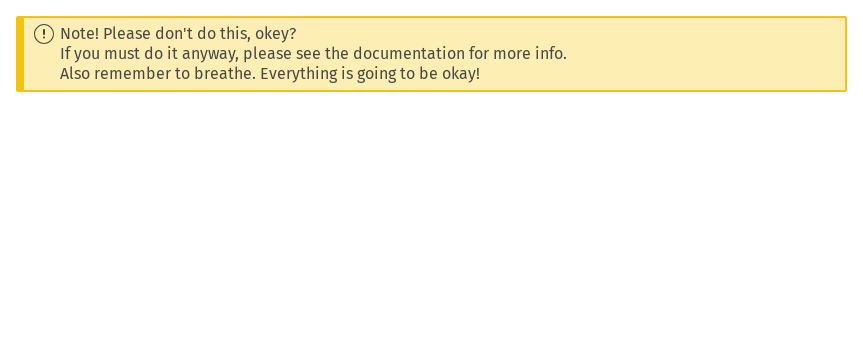 Note! Please don't do this, okey?
If you must do it anyway, please see the documentation for more info.
Also remember to breathe. Everything is going to be okay!